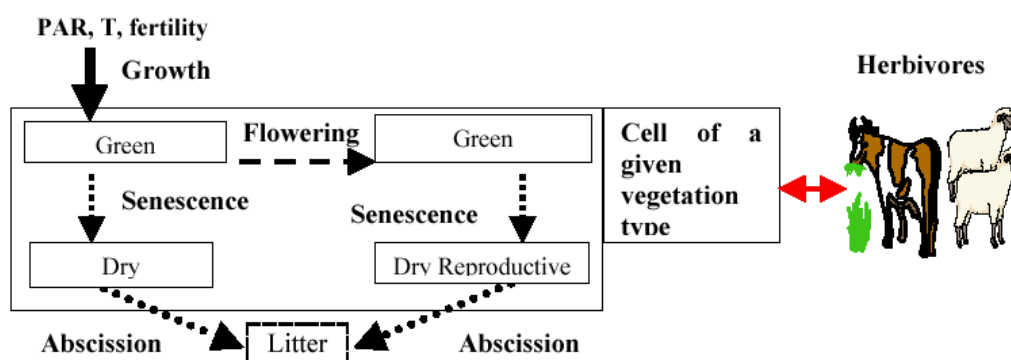 PAR, T, fertility
Growth
Herbivores
Green
Flowering
Green
Cell of a
given
vegetation
type
Senescence
Senescence
Dry
Dry Reproductive
Abscission
Litter
Abscission